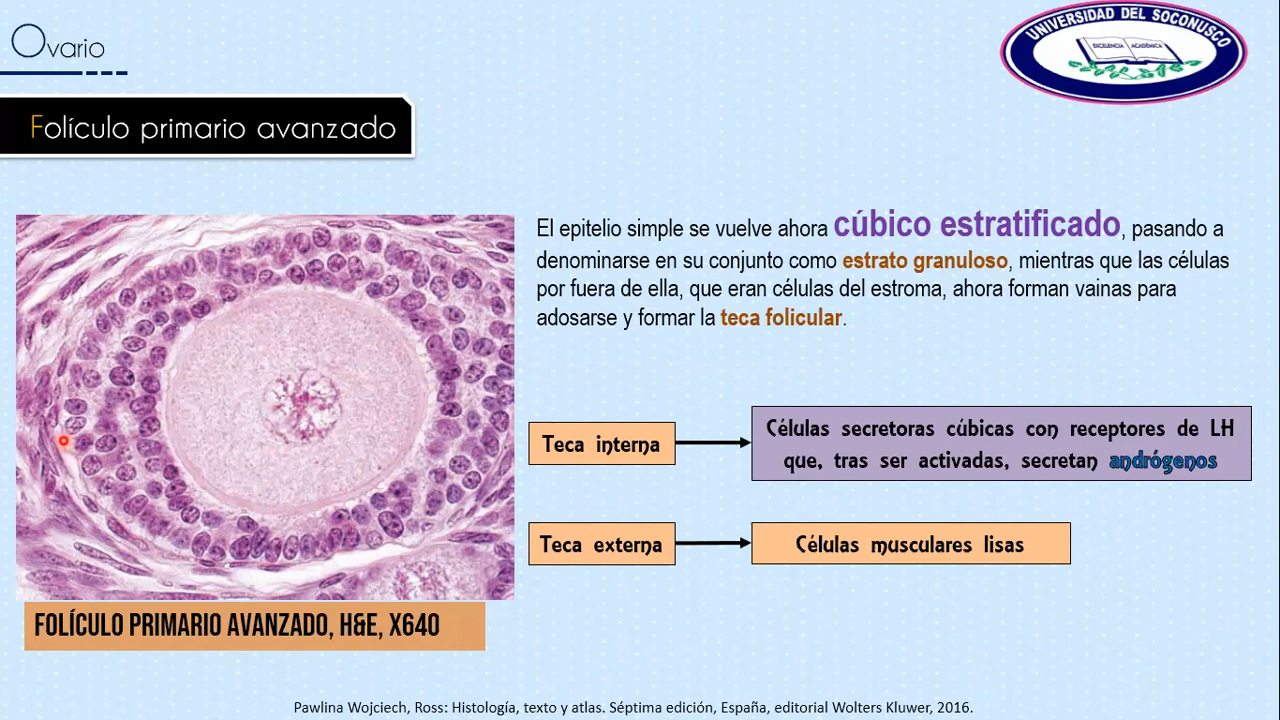 Ovario
UNIVERSIDAD DEL SOCONUSCO
EXCELENCIA ACADÉMICA
Folículo primario avanzado
El epitelio simple se vuelve ahora cúbico estratificado, pasando a
denominarse en su conjunto como estrato granuloso, mientras que las células
por fuera de ella, que eran células del estroma, ahora forman vainas para
adosarse y formar la teca folicular.
Teca interna
Células secretoras cúbicas con receptores de LH
que, tras ser activadas, secretan andrógenos
Teca externa
Células musculares lisas
FOLÍCULO PRIMARIO AVANZADO, H&E, X640
Pawlina Wojciech, Ross: Histología, texto y atlas. Séptima edición, España, editorial Wolters Kluwer, 2016.